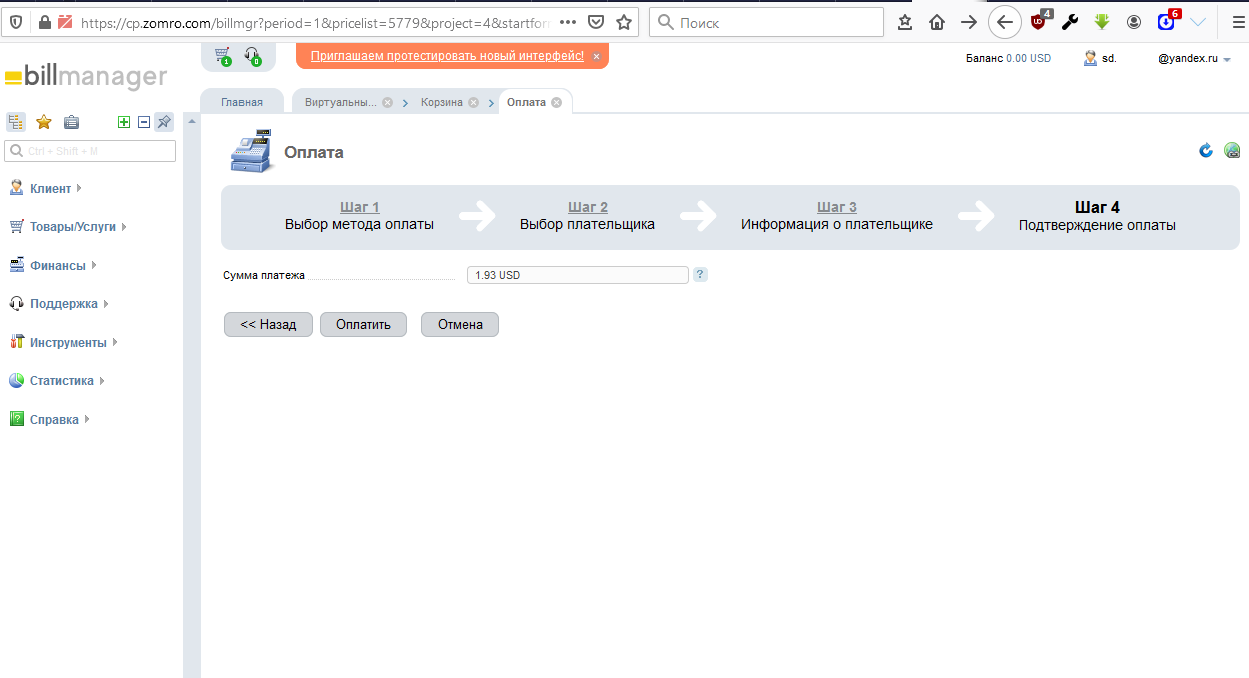 https://cp.zomro.com/billmgr?period=1&pricelist=5779&project=4&startfor
Поиск
4
6
1
0
Приглашаем протестировать новый интерфейс!
Баланс 0.00 USD
sd.
@yandex.ru
billmanager
Главная
Виртуальны...
Корзина
Оплата
Ctrl + Shift + M
Оплата
Клиент
Товары/Услуги
Финансы
Поддержка
Инструменты
Статистика
Справка
Шаг 1
Выбор метода оплаты
Шаг 2
Выбор плательщика
Шаг 3
Информация о плательщике
Шаг 4
Подтверждение оплаты
Сумма платежа
1.93 USD
?
<< Назад
Оплатить
Отмена